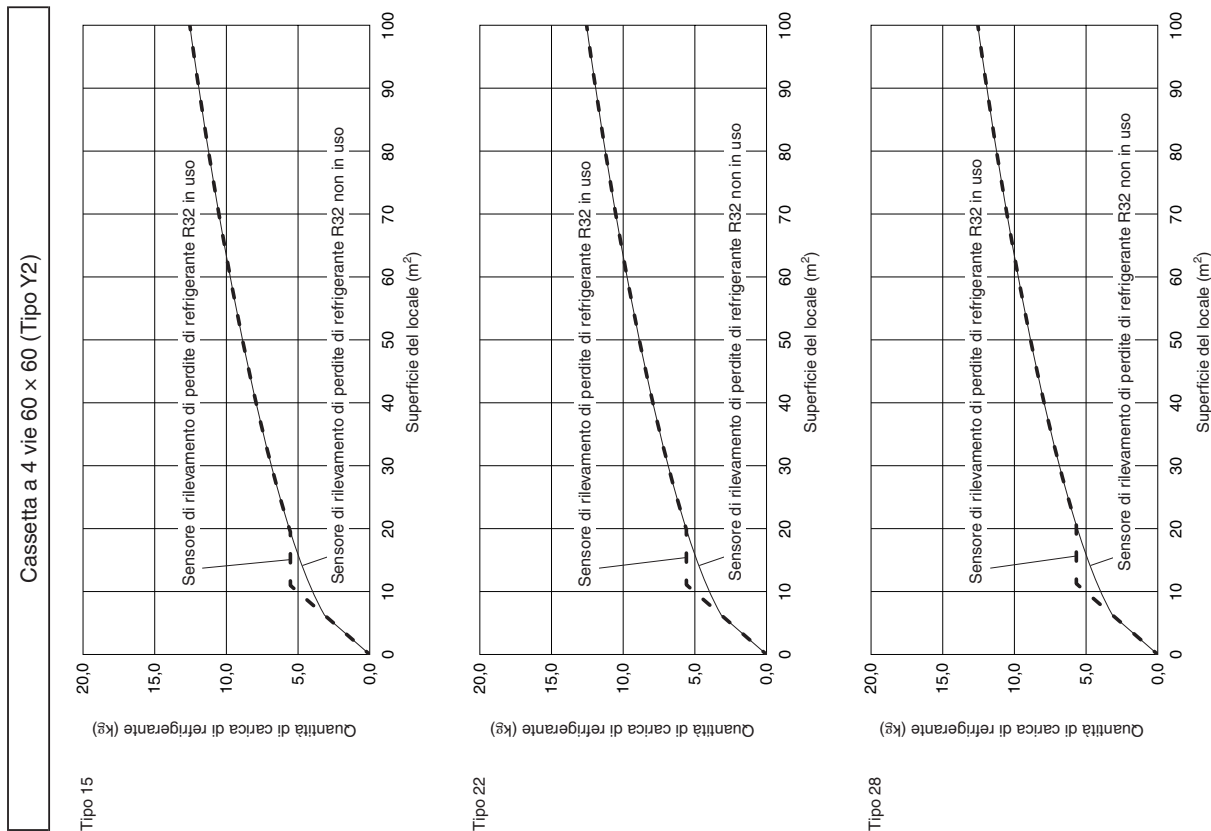 Cassetta a 4 vie 60 × 60 (Tipo Y2)
Tipo 15
Quantità di carica di refrigerante (kg)
20,0
15,0
10,0
5,0
0,0
Sensore di rilevamento di perdite di refrigerante R32 in uso
Sensore di rilevamento di perdite di refrigerante R32 non in uso
0 10 20 30 40 50 60 70 80 90 100
Superficie del locale (m²)
Tipo 22
Quantità di carica di refrigerante (kg)
20,0
15,0
10,0
5,0
0,0
Sensore di rilevamento di perdite di refrigerante R32 in uso
Sensore di rilevamento di perdite di refrigerante R32 non in uso
0 10 20 30 40 50 60 70 80 90 100
Superficie del locale (m²)
Tipo 28
Quantità di carica di refrigerante (kg)
20,0
15,0
10,0
5,0
0,0
Sensore di rilevamento di perdite di refrigerante R32 in uso
Sensore di rilevamento di perdite di refrigerante R32 non in uso
0 10 20 30 40 50 60 70 80 90 100
Superficie del locale (m²)